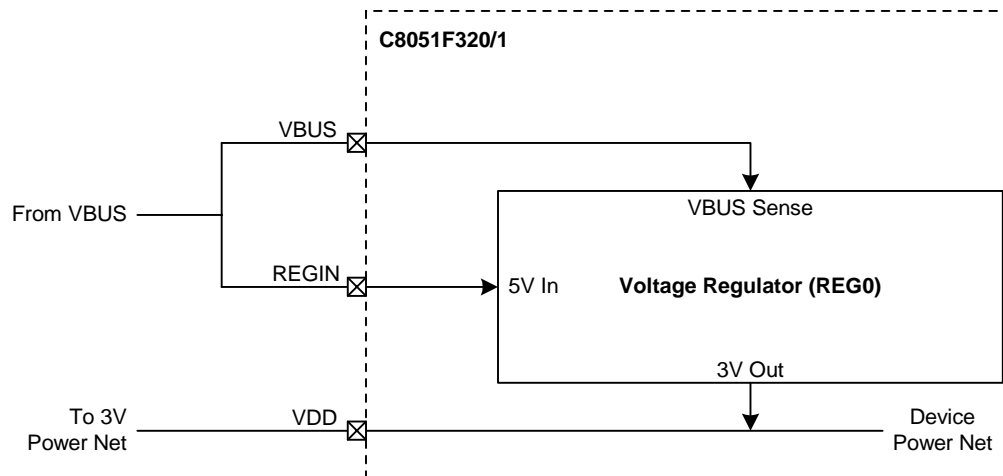 C8051F320/1
VBUS
From VBUS
VBUS Sense
REGIN
5V In
Voltage Regulator (REG0)
3V Out
To 3V
Power Net
VDD
Device
Power Net